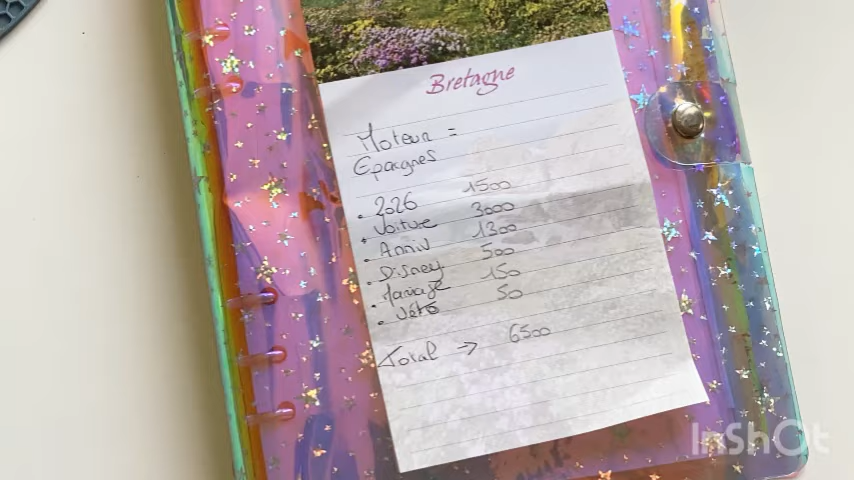 Bretagne
Moteur =
Epargnes
• 2026 1500
• Voiture 3000
• Anniv 1300
• Disney 500
• Mariage 150
• Véto 50
Total → 6500
InShOt